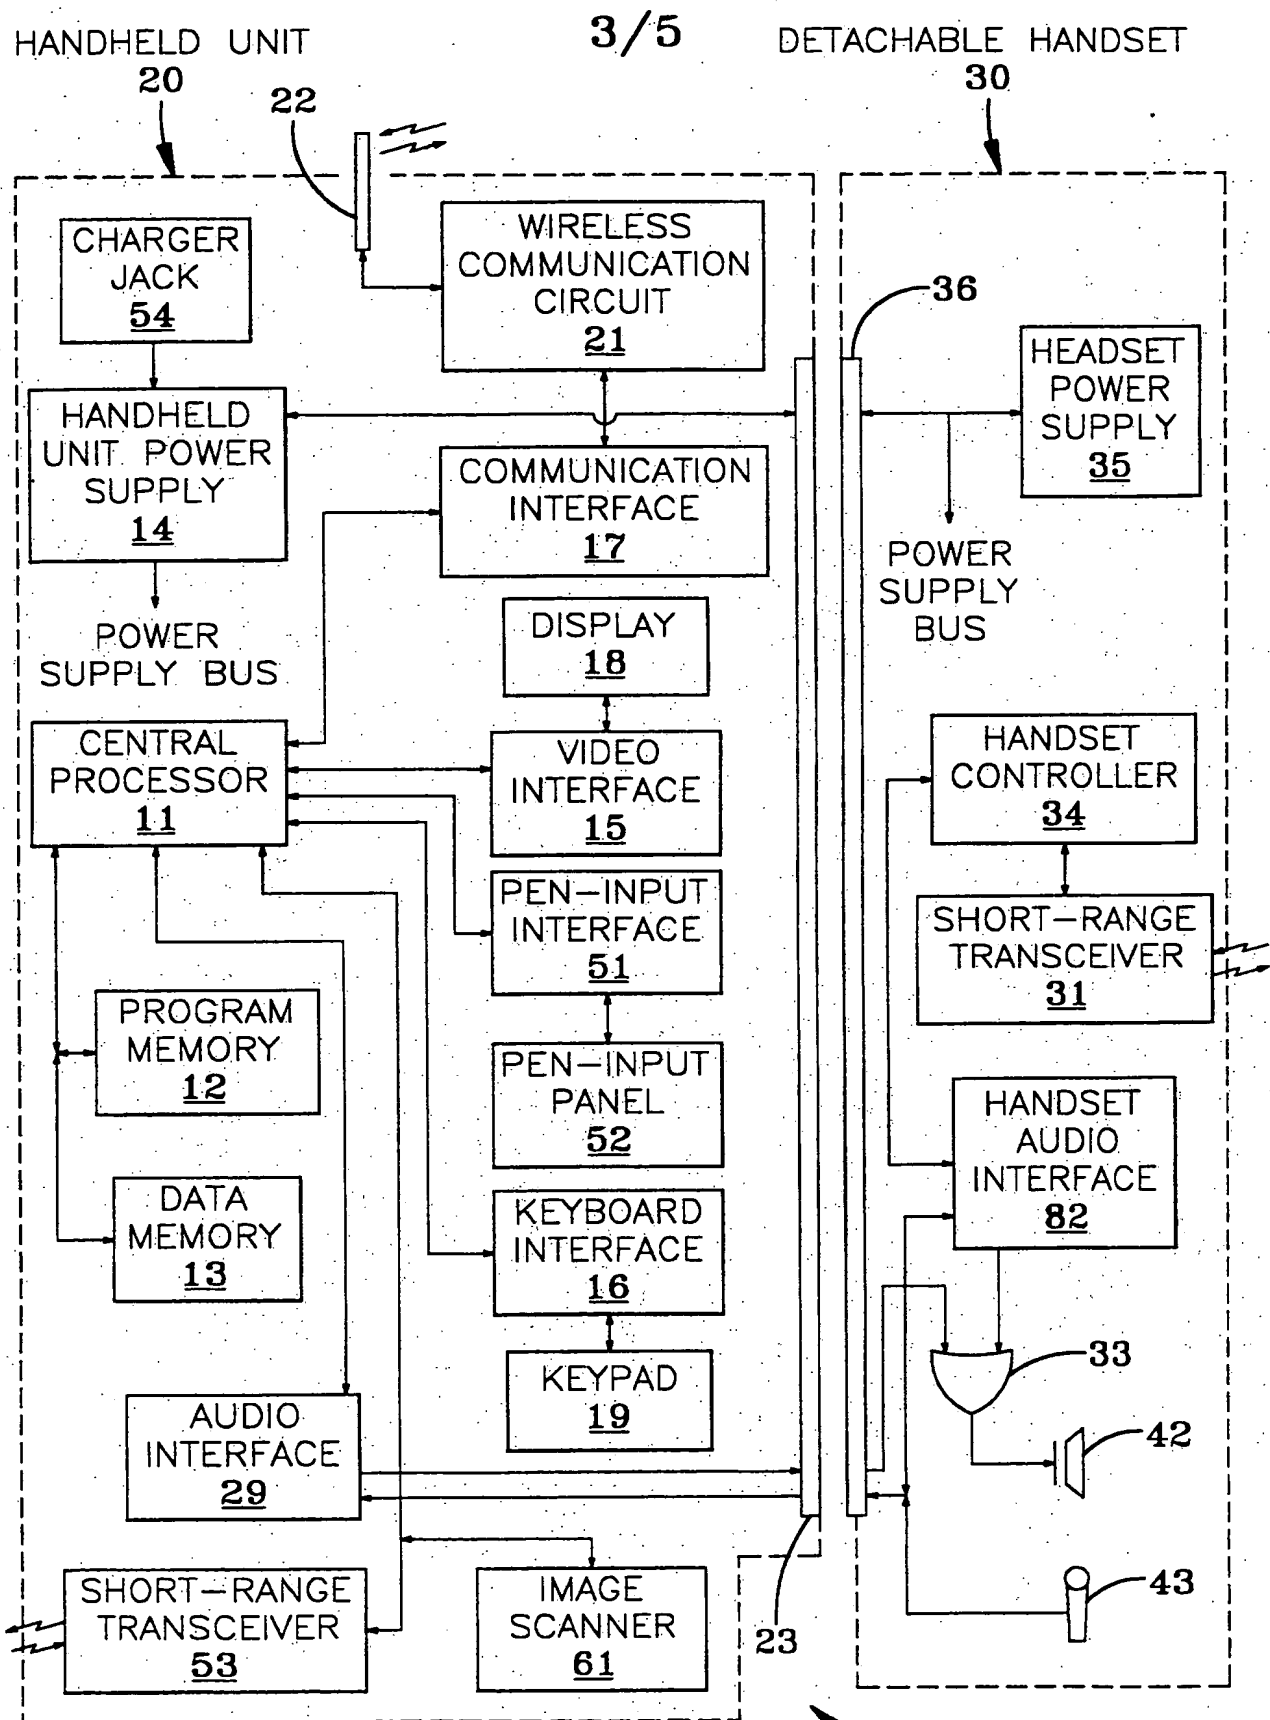 3/5
HANDHELD UNIT
20
DETACHABLE HANDSET
30
22
CHARGER
JACK
54
WIRELESS
COMMUNICATION
CIRCUIT
21
36
HEADSET
POWER
SUPPLY
35
HANDHELD
UNIT POWER
SUPPLY
14
COMMUNICATION
INTERFACE
17
POWER
SUPPLY
BUS
POWER
SUPPLY BUS
DISPLAY
18
CENTRAL
PROCESSOR
11
VIDEO
INTERFACE
15
HANDSET
CONTROLLER
34
PEN-INPUT
INTERFACE
51
SHORT-RANGE
TRANSCEIVER
31
PROGRAM
MEMORY
12
PEN-INPUT
PANEL
52
HANDSET
AUDIO
INTERFACE
82
DATA
MEMORY
13
KEYBOARD
INTERFACE
16
KEYPAD
19
33
AUDIO
INTERFACE
29
42
SHORT-RANGE
TRANSCEIVER
53
IMAGE
SCANNER
61
23
43